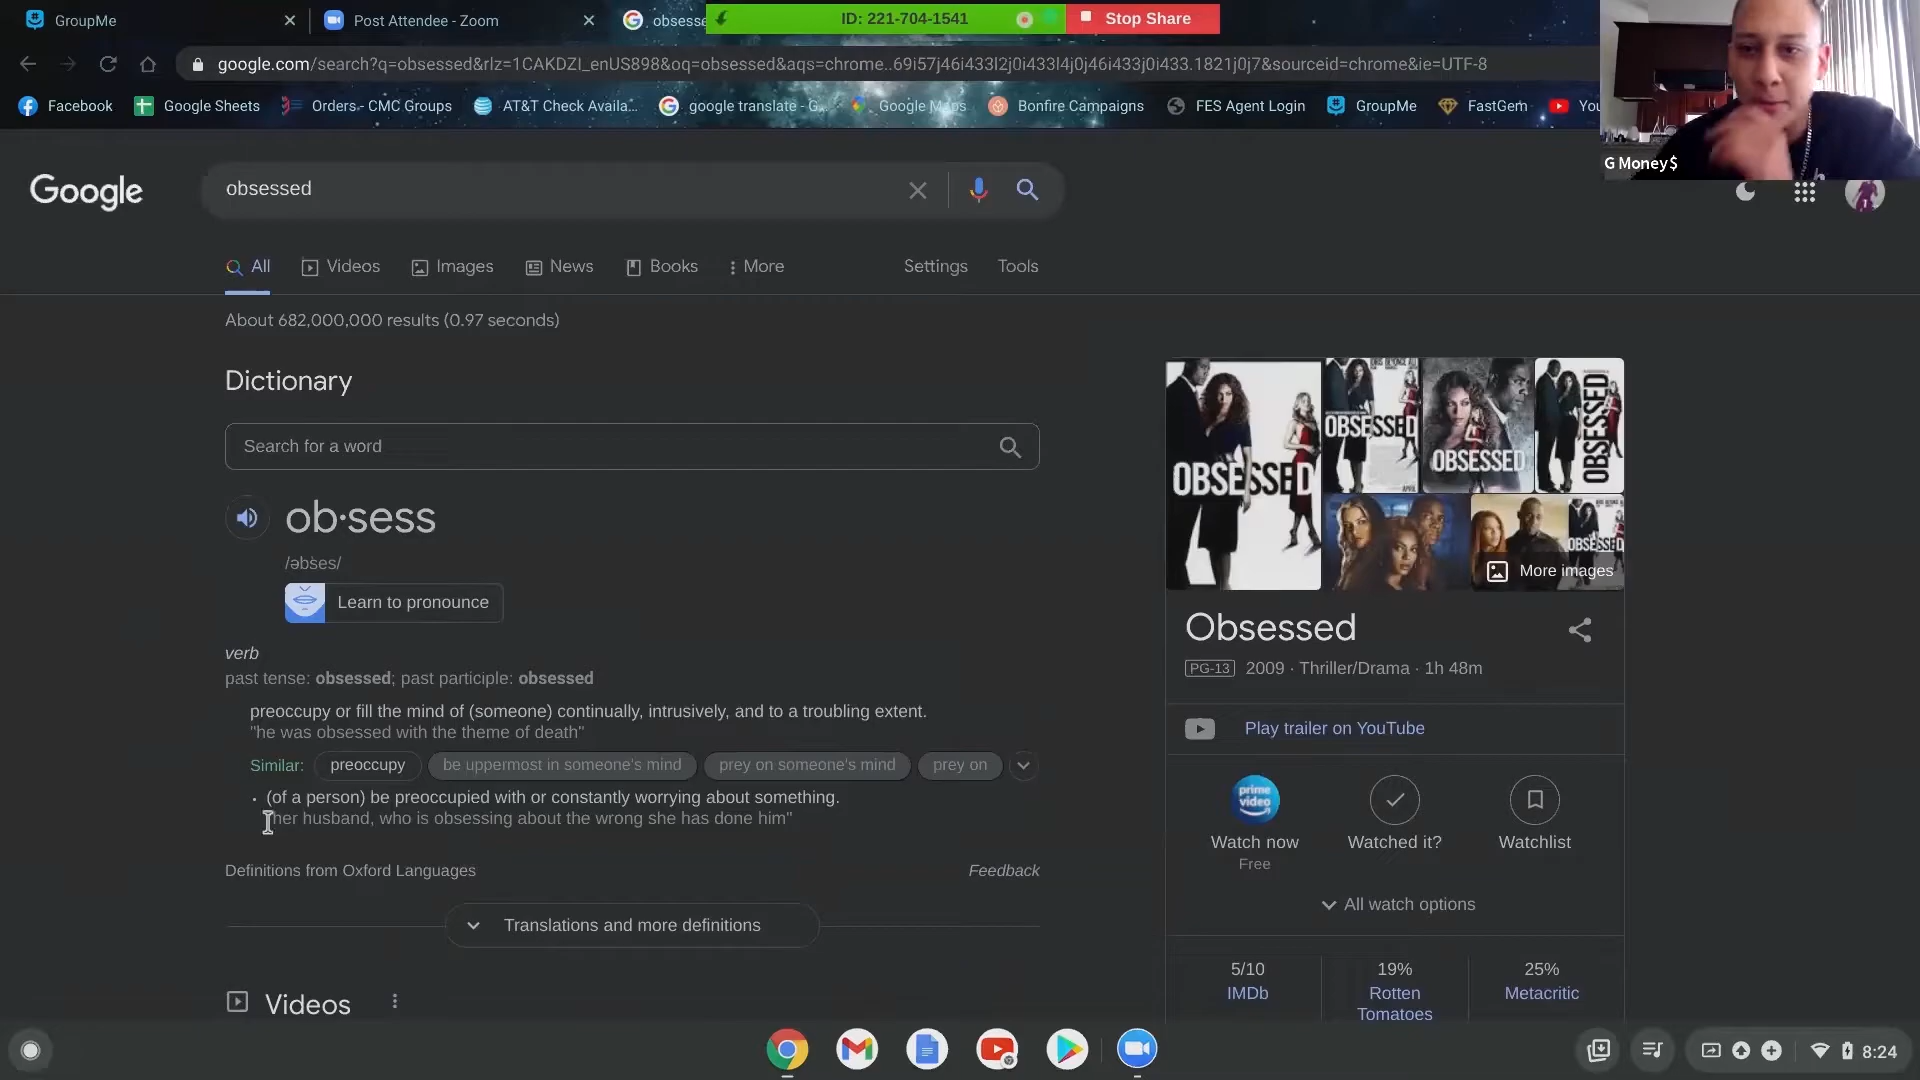 GroupMe
Post Attendee - Zoom
obsesse
ID: 221-704-1541
Stop Share
google.com/search?q=obsessed&rlz=1CAKDZI_enUS898&oq=obsessed&aqs=chrome..69i57j46i433l2j0i433l4j0j46i433j0i433.1821j0j7&sourceid=chrome&ie=UTF-8
Facebook
Google Sheets
Orders - CMC Groups
AT&T Check Availa...
google translate - G...
Google Maps
Bonfire Campaigns
FES Agent Login
GroupMe
FastGem
You
G Money$
Google
obsessed
All
Videos
Images
News
Books
More
Settings
Tools
About 682,000,000 results (0.97 seconds)
Dictionary
Search for a word
ob·sess
/əbˈses/
Learn to pronounce
verb
past tense: obsessed; past participle: obsessed
preoccupy or fill the mind of (someone) continually, intrusively, and to a troubling extent.
"he was obsessed with the theme of death"
Similar:
preoccupy
be uppermost in someone's mind
prey on someone's mind
prey on
(of a person) be preoccupied with or constantly worrying about something.
her husband, who is obsessing about the wrong she has done him"
Definitions from Oxford Languages
Feedback
Translations and more definitions
Videos
OBSESSED
OBSESSED
APRIL
OBSESSED
OBSESSED
OBSESSED
More images
Obsessed
PG-13 2009 · Thriller/Drama · 1h 48m
Play trailer on YouTube
prime
video
Watch now
Free
Watched it?
Watchlist
All watch options
5/10
IMDb
19%
Rotten
Tomatoes
25%
Metacritic
8:24